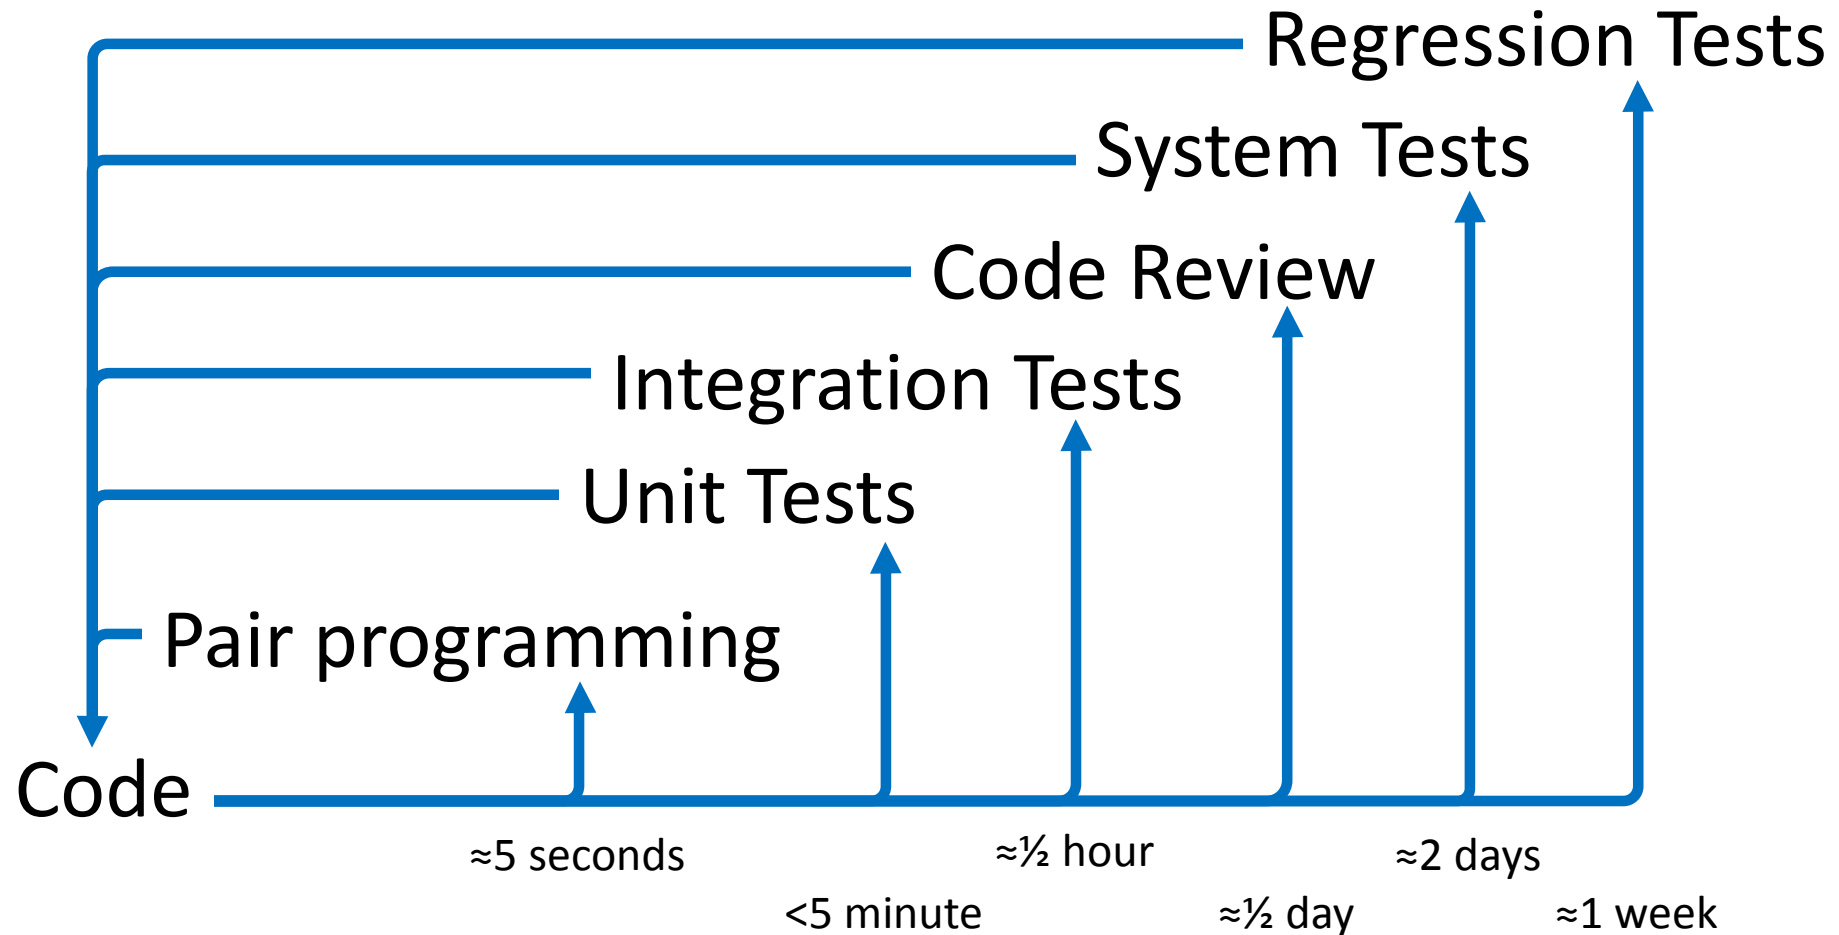 Regression Tests
System Tests
Code Review
Integration Tests
Unit Tests
Pair programming
Code
≈5 seconds
<5 minute
≈½ hour
≈½ day
≈2 days
≈1 week